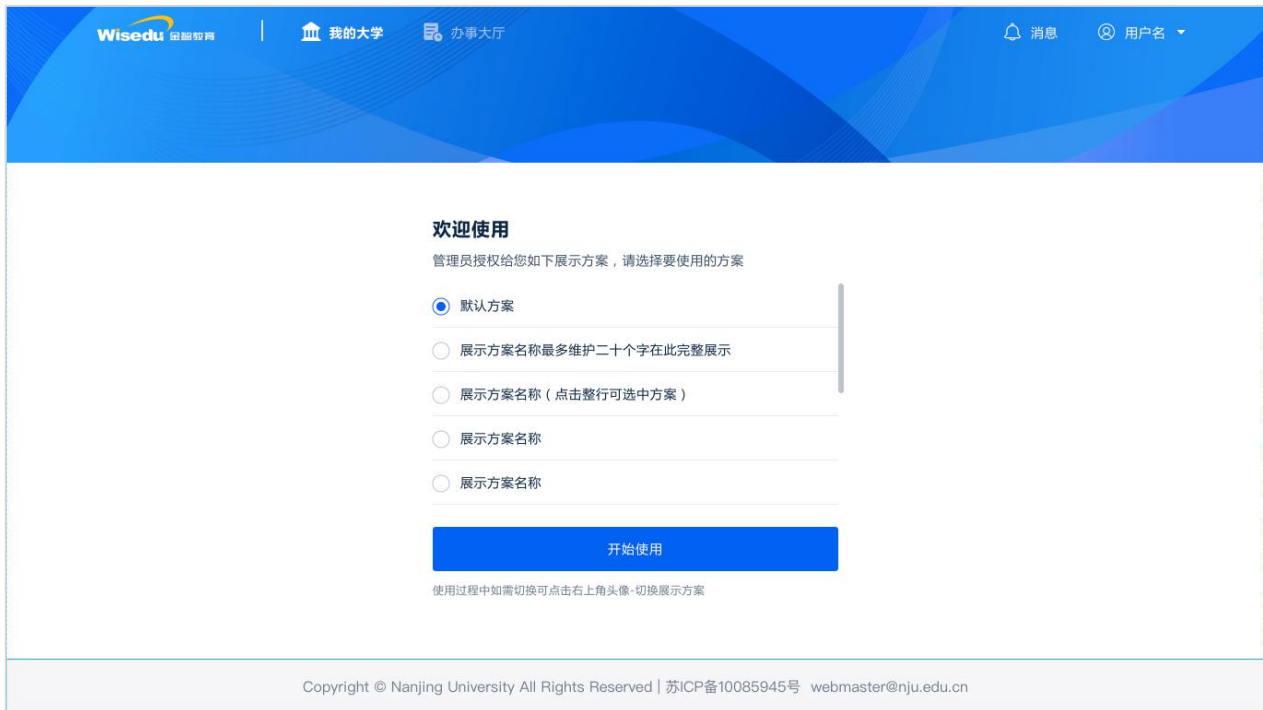 Wisedu 金智教育 我的大学 办事大厅 消息 用户名
欢迎使用
管理员授权给您如下展示方案，请选择要使用的方案
默认方案
展示方案名称最多维护二十个字在此完整展示
展示方案名称（点击整行可选中方案）
展示方案名称
展示方案名称
开始使用
使用过程中如需切换可点击右上角头像-切换展示方案
Copyright © Nanjing University All Rights Reserved | 苏ICP备10085945号 webmaster@nju.edu.cn